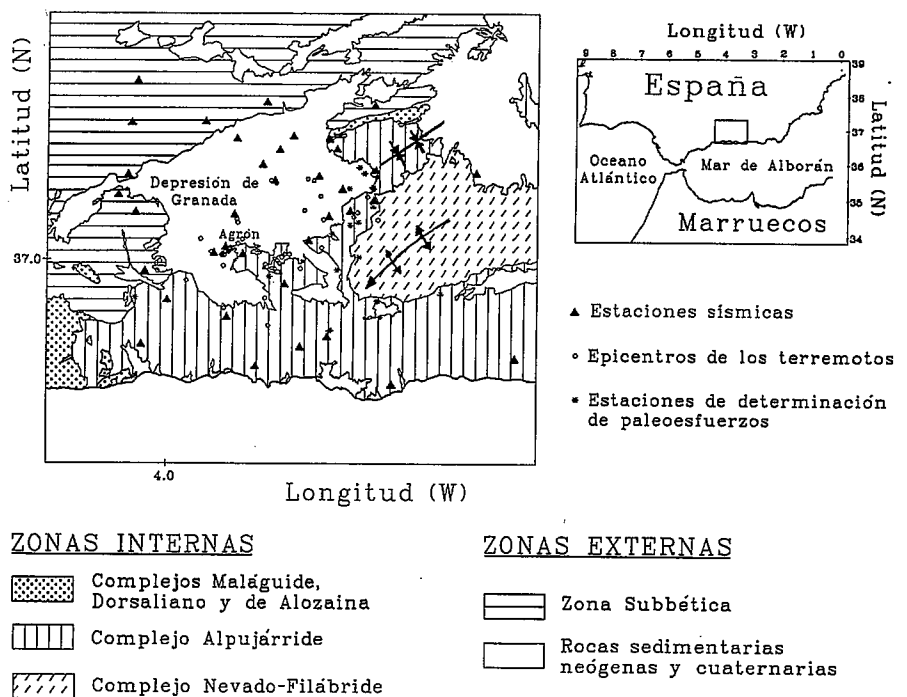 Latitud (N)
Depresión de
Granada
Agrón
37.0
4.0
Longitud (W)
Longitud (W)
9 8 7 6 5 4 3 2 1 0
España
Oceano
Atlántico
Mar de Alborán
Marruecos
39
38
37
36
35
34
Latitud (N)
▲ Estaciones sísmicas
∘ Epicentros de los terremotos
* Estaciones de determinación
de paleoesfuerzos
ZONAS INTERNAS
Complejos Maláguide,
Dorsaliano y de Alozaina
Complejo Alpujárride
Complejo Nevado-Filábride
ZONAS EXTERNAS
Zona Subbética
Rocas sedimentarias
neógenas y cuaternarias